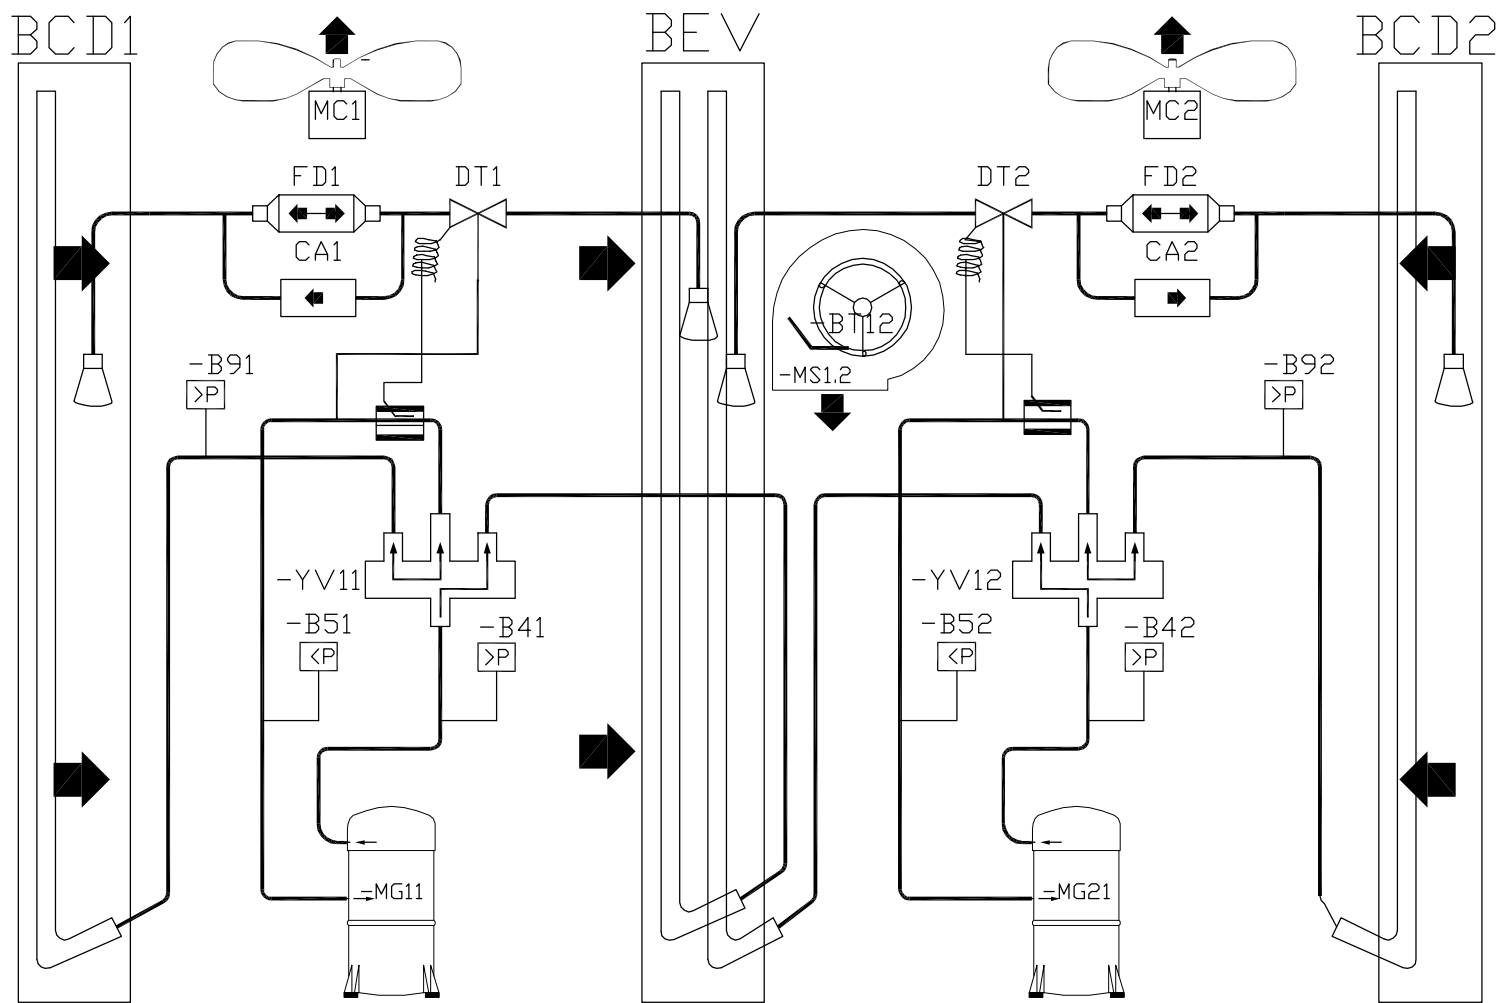 BCD1
BEV
BCD2
MC1
MC2
FD1
DT1
DT2
FD2
CA1
CA2
-BT12
-B91
>P
-MS1.2
-B92
>P
-YV11
-YV12
-B51
<P
-B41
>P
-B52
<P
-B42
>P
-MG11
-MG21